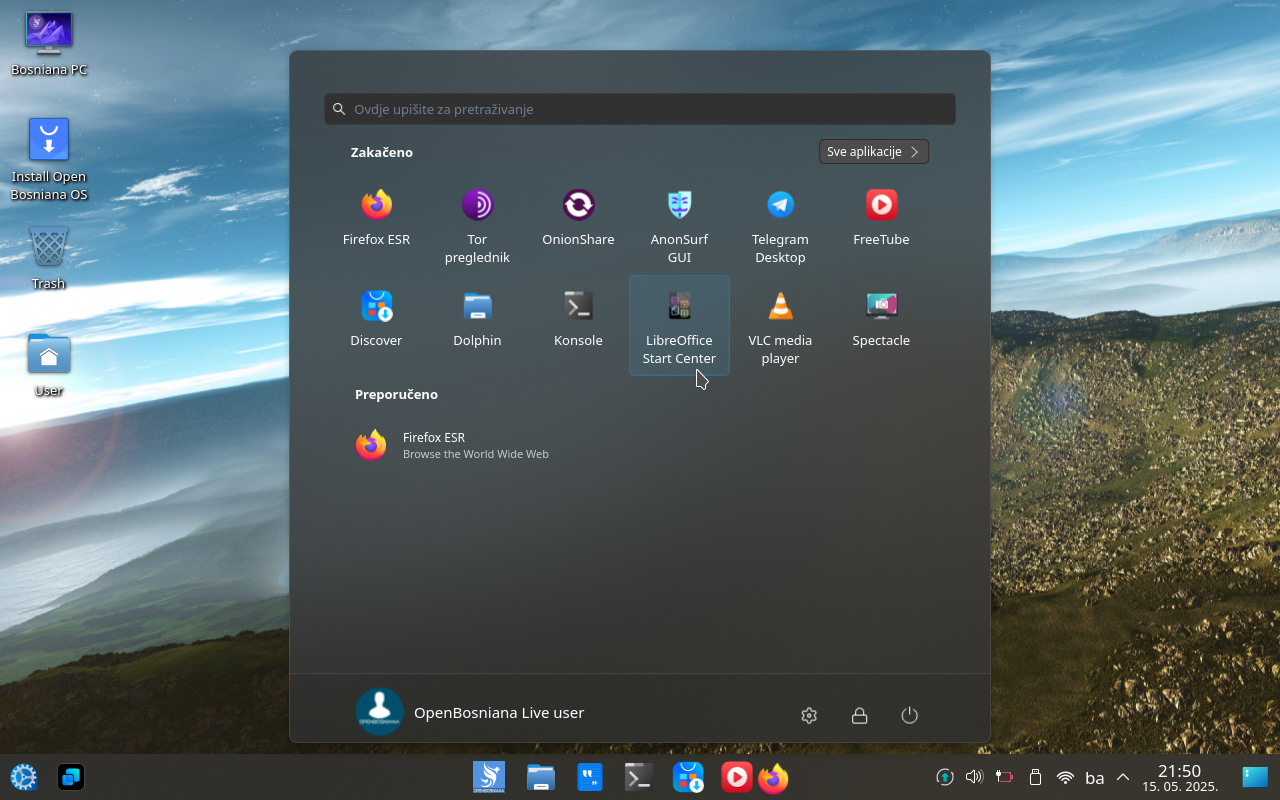 Bosniana PC
Install Open
Bosniana OS
Trash
User
Ovdje upišite za pretraživanje
Zakačeno
Sve aplikacije
Firefox ESR
Tor
preglednik
OnionShare
AnonSurf
GUI
Telegram
Desktop
FreeTube
Discover
Dolphin
Konsole
LibreOffice
Start Center
VLC media
player
Spectacle
Preporučeno
Firefox ESR
Browse the World Wide Web
OPENBOSNIANA
OpenBosniana Live user
OPENBOSNIANA
ba
21:50
15. 05. 2025.